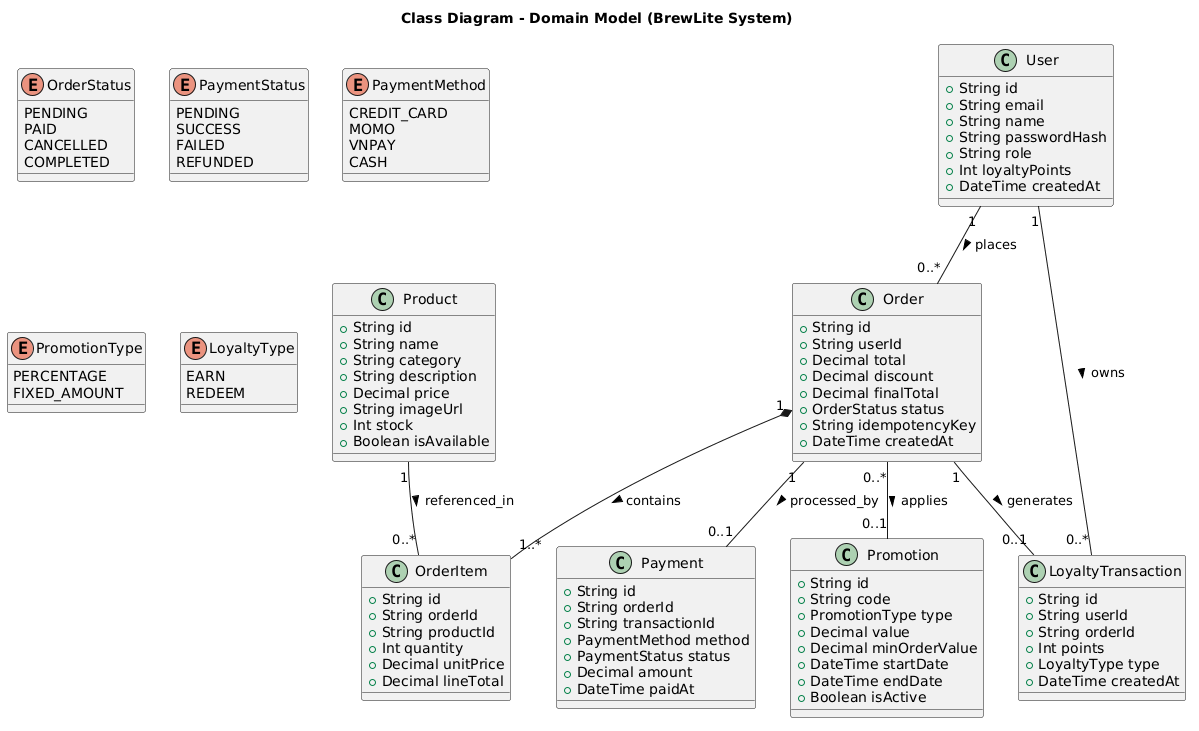 Class Diagram - Domain Model (BrewLite System)
E OrderStatus
PENDING
PAID
CANCELLED
COMPLETED
E PaymentStatus
PENDING
SUCCESS
FAILED
REFUNDED
E PaymentMethod
CREDIT_CARD
MOMO
VNPAY
CASH
C User
String id
String email
String name
String passwordHash
String role
Int loyaltyPoints
DateTime createdAt
1
1
places
0..*
E PromotionType
PERCENTAGE
FIXED_AMOUNT
E LoyaltyType
EARN
REDEEM
C Product
String id
String name
String category
String description
Decimal price
String imageUrl
Int stock
Boolean isAvailable
C Order
String id
String userId
Decimal total
Decimal discount
Decimal finalTotal
OrderStatus status
String idempotencyKey
DateTime createdAt
owns
1
1
1
0..*
1
referenced_in
contains
processed_by
applies
generates
0..*
1..*
0..1
0..1
0..1
0..*
C OrderItem
String id
String orderId
String productId
Int quantity
Decimal unitPrice
Decimal lineTotal
C Payment
String id
String orderId
String transactionId
PaymentMethod method
PaymentStatus status
Decimal amount
DateTime paidAt
C Promotion
String id
String code
PromotionType type
Decimal value
Decimal minOrderValue
DateTime startDate
DateTime endDate
Boolean isActive
C LoyaltyTransaction
String id
String userId
String orderId
Int points
LoyaltyType type
DateTime createdAt